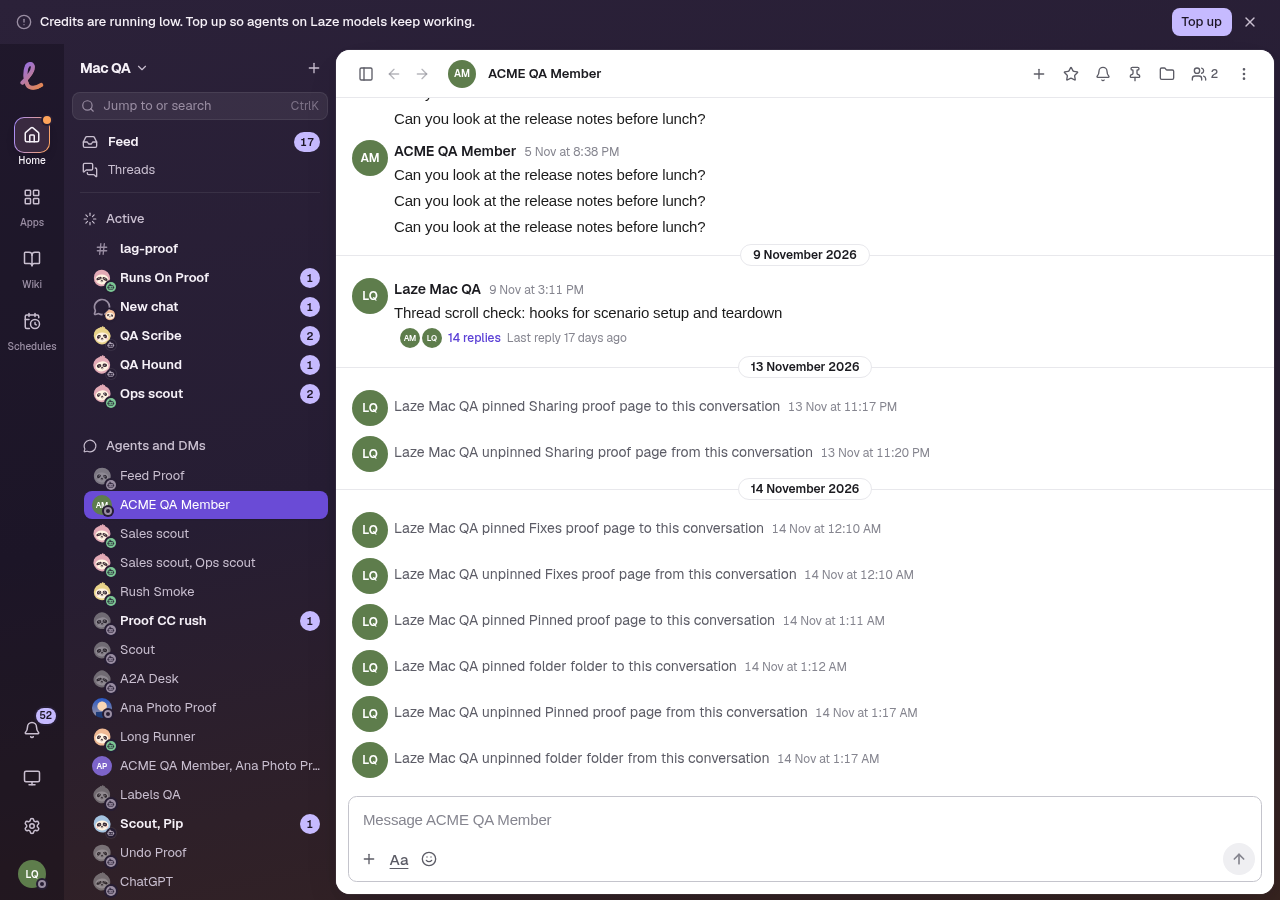 Credits are running low. Top up so agents on Laze models keep working.
Top up
Mac QA
Jump to or search
CtrlK
Home
Apps
Wiki
Schedules
52
LQ
Feed
17
Threads
Active
lag-proof
Runs On Proof
1
New chat
1
QA Scribe
2
QA Hound
1
Ops scout
2
Agents and DMs
Feed Proof
AM
ACME QA Member
Sales scout
Sales scout, Ops scout
Rush Smoke
Proof CC rush
1
Scout
A2A Desk
Ana Photo Proof
Long Runner
AP
ACME QA Member, Ana Photo Pr...
Labels QA
Scout, Pip
1
Undo Proof
ChatGPT
AM
ACME QA Member
2
Can you look at the release notes before lunch?
AM
ACME QA Member 5 Nov at 8:38 PM
Can you look at the release notes before lunch?
Can you look at the release notes before lunch?
Can you look at the release notes before lunch?
9 November 2026
LQ
Laze Mac QA 9 Nov at 3:11 PM
Thread scroll check: hooks for scenario setup and teardown
AM LQ 14 replies Last reply 17 days ago
13 November 2026
LQ
Laze Mac QA pinned Sharing proof page to this conversation 13 Nov at 11:17 PM
LQ
Laze Mac QA unpinned Sharing proof page from this conversation 13 Nov at 11:20 PM
14 November 2026
LQ
Laze Mac QA pinned Fixes proof page to this conversation 14 Nov at 12:10 AM
LQ
Laze Mac QA unpinned Fixes proof page from this conversation 14 Nov at 12:10 AM
LQ
Laze Mac QA pinned Pinned proof page to this conversation 14 Nov at 1:11 AM
LQ
Laze Mac QA pinned folder folder to this conversation 14 Nov at 1:12 AM
LQ
Laze Mac QA unpinned Pinned proof page from this conversation 14 Nov at 1:17 AM
LQ
Laze Mac QA unpinned folder folder from this conversation 14 Nov at 1:17 AM
Message ACME QA Member
Aa